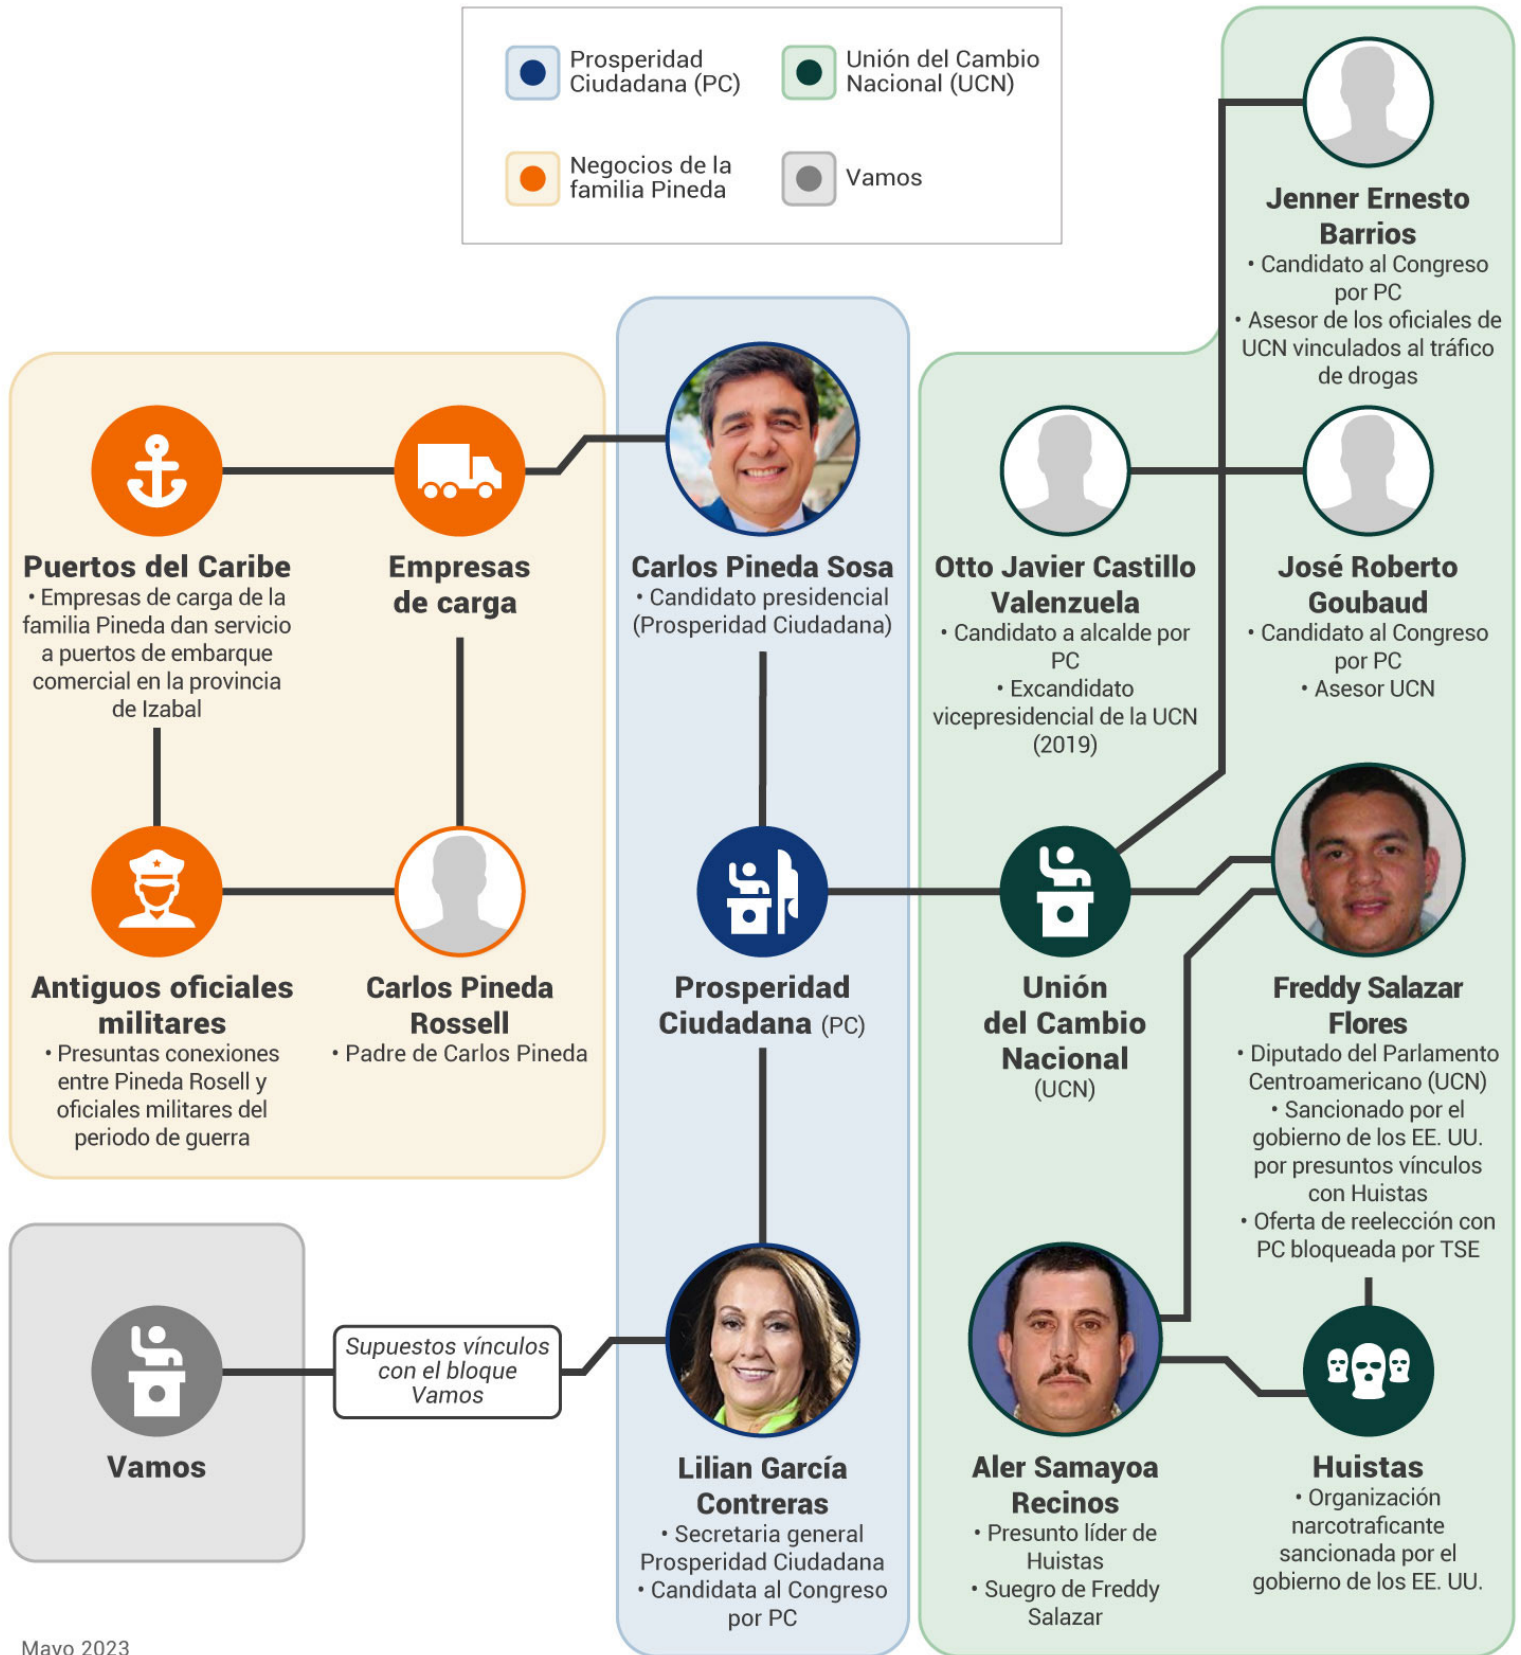 Prosperidad
Ciudadana (PC)
Unión del Cambio
Nacional (UCN)
Negocios de la
familia Pineda
Vamos
Jenner Ernesto
Barrios
• Candidato al Congreso
por PC
• Asesor de los oficiales de
UCN vinculados al tráfico
de drogas
Puertos del Caribe
• Empresas de carga de la
familia Pineda dan servicio
a puertos de embarque
comercial en la provincia
de Izabal
Empresas
de carga
Carlos Pineda Sosa
• Candidato presidencial
(Prosperidad Ciudadana)
Otto Javier Castillo
Valenzuela
• Candidato a alcalde por
PC
• Excandidato
vicepresidencial de la UCN
(2019)
José Roberto
Goubaud
• Candidato al Congreso
por PC
• Asesor UCN
Antiguos oficiales
militares
• Presuntas conexiones
entre Pineda Rosell y
oficiales militares del
periodo de guerra
Carlos Pineda
Rossell
• Padre de Carlos Pineda
Prosperidad
Ciudadana (PC)
Unión
del Cambio
Nacional
(UCN)
Freddy Salazar
Flores
• Diputado del Parlamento
Centroamericano (UCN)
• Sancionado por el
gobierno de los EE. UU.
por presuntos vínculos
con Huistas
• Oferta de reelección con
PC bloqueada por TSE
Vamos
Supuestos vínculos
con el bloque
Vamos
Lilian García
Contreras
• Secretaria general
Prosperidad Ciudadana
• Candidata al Congreso
por PC
Aler Samayoa
Recinos
• Presunto líder de
Huistas
• Suegro de Freddy
Salazar
Huistas
• Organización
narcotraficante
sancionada por el
gobierno de los EE. UU.
Mayo 2023